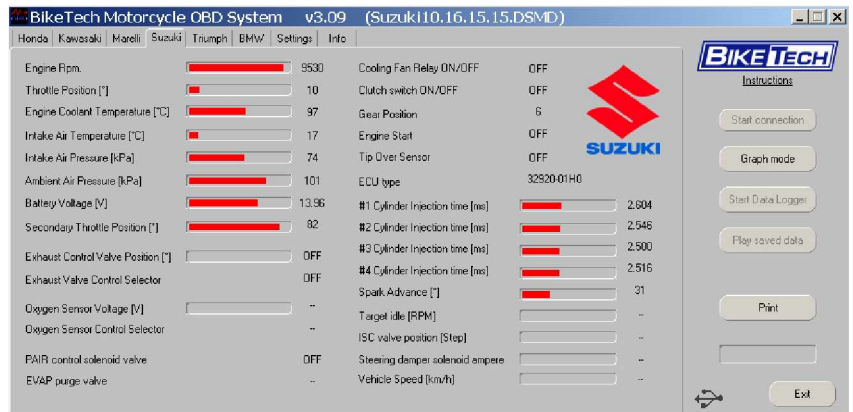 BikeTech Motorcycle OBD System v3.09 (Suzuki10.16.15.15.DSMD)
Honda Kawasaki Marelli Suzuki Triumph BMW Settings Info
Engine Rpm. 9530
Throttle Position [°] 10
Engine Coolant Temperature [°C] 97
Intake Air Temperature [°C] 17
Intake Air Pressure [kPa] 74
Ambient Air Pressure [kPa] 101
Battery Voltage [V] 13.96
Secondary Throttle Position [°] 82
Exhaust Control Valve Position [°] OFF
Exhaust Valve Control Selector OFF
Oxygen Sensor Voltage [V] --
Oxygen Sensor Control Selector --
PAIR control solenoid valve OFF
EVAP purge valve --
Cooling Fan Relay ON/OFF OFF
Clutch switch ON/OFF OFF
Gear Position 6
Engine Start OFF
Tip Over Sensor OFF
ECU type 32920-01H0
#1 Cylinder Injection time [ms] 2.604
#2 Cylinder Injection time [ms] 2.546
#3 Cylinder Injection time [ms] 2.500
#4 Cylinder Injection time [ms] 2.516
Spark Advance [°] 31
Target idle [RPM] --
ISC valve position [Step] --
Steering damper solenoid ampere --
Vehicle Speed [km/h] --
SUZUKI
BIKETECH
Instructions
Start connection
Graph mode
Start Data Logger
Play saved data
Print
Exit